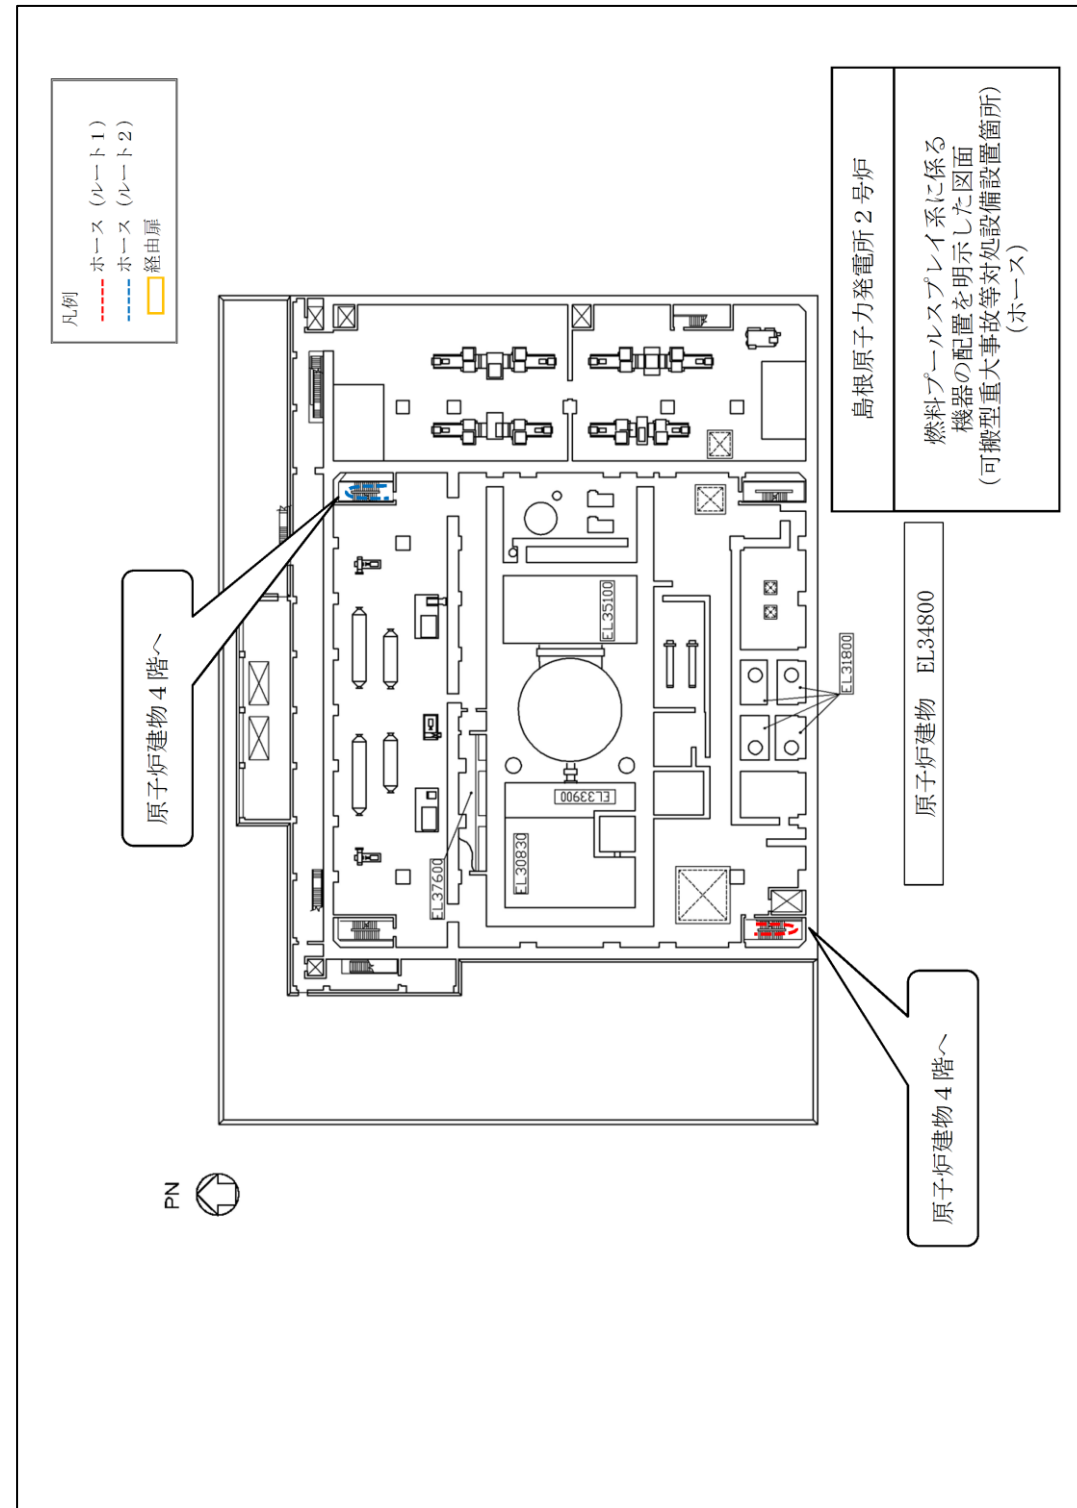 凡例
ホース（ルート１）
ホース（ルート２）
経由扉
原子炉建物４階へ
EL37600
EL30830
EL33900
EL35100
EL31800
原子炉建物４階へ
PN
原子炉建物　EL34800
島根原子力発電所２号炉
燃料プールスプレイ系に係る
機器の配置を明示した図面
（可搬型重大事故等対処設備設置箇所）
（ホース）